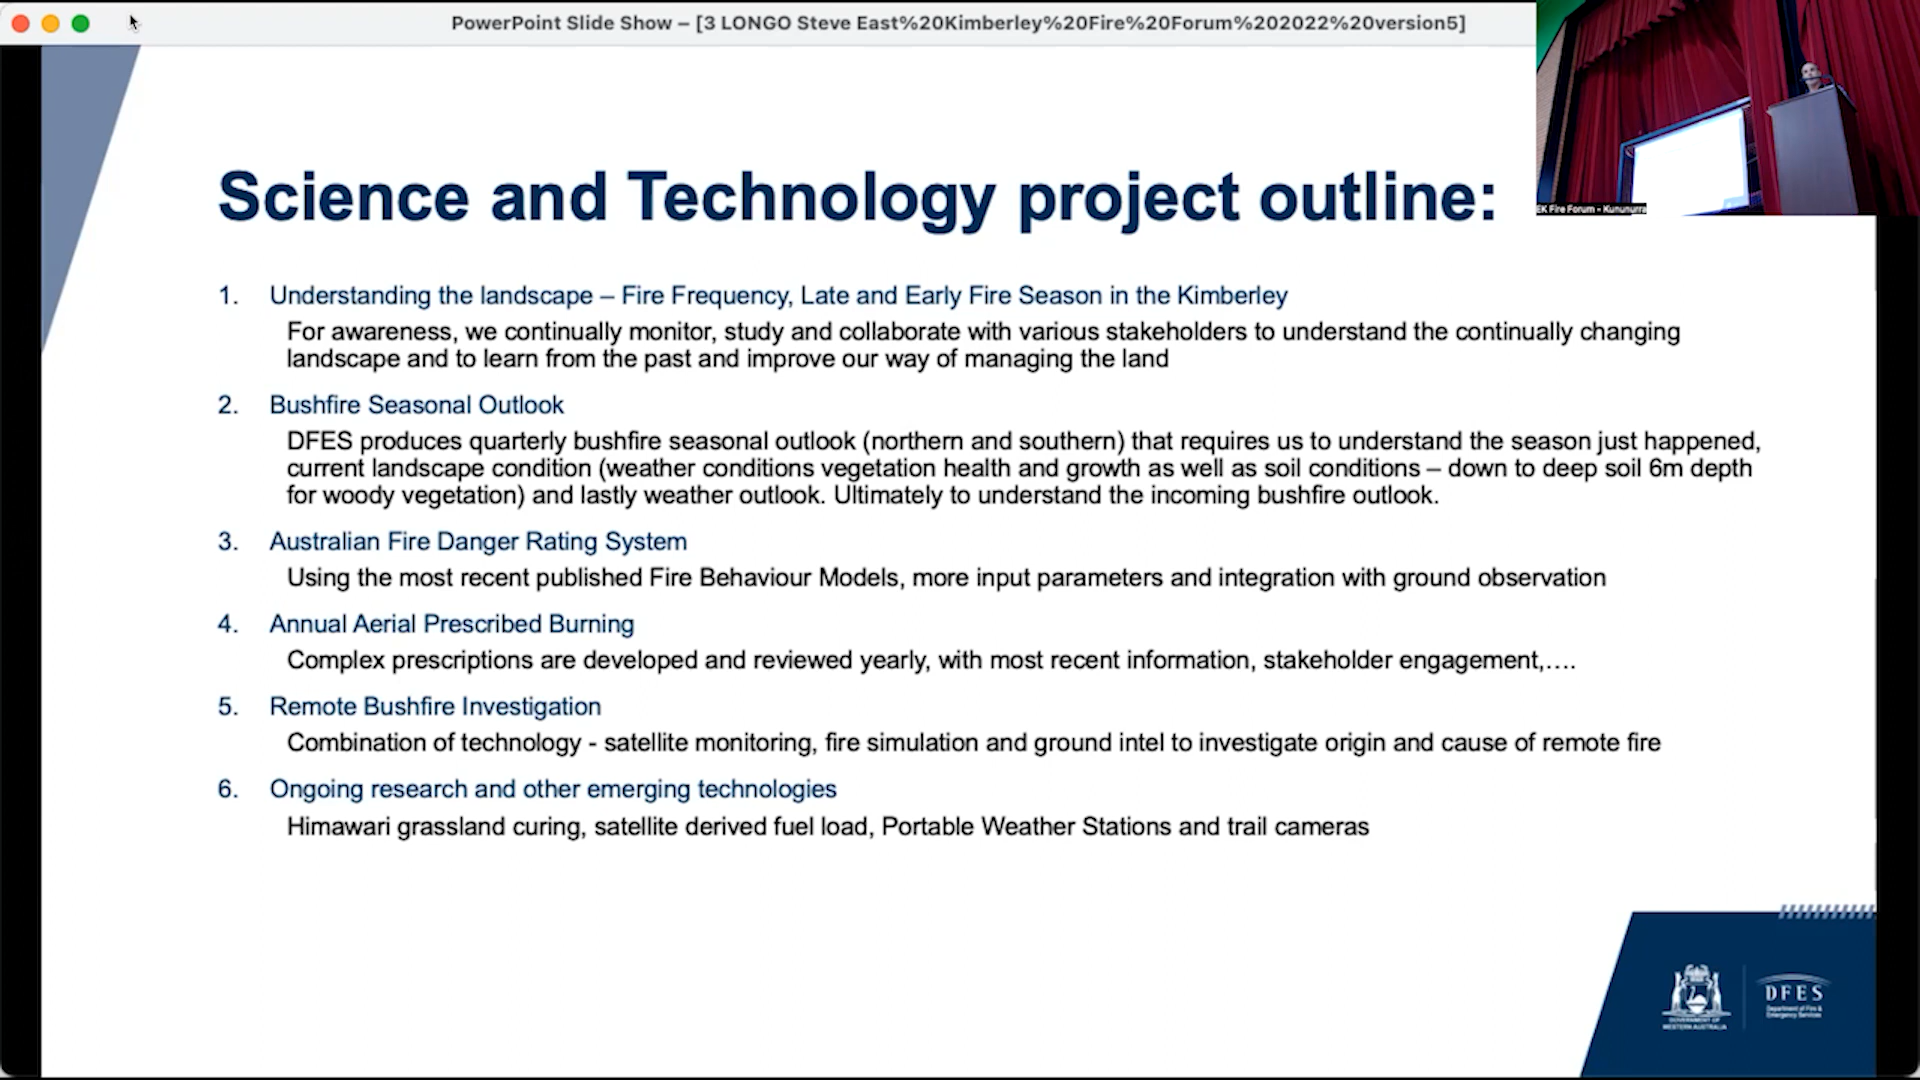 PowerPoint Slide Show – [3 LONGO Steve East%20Kimberley%20Fire%20Forum%202022%20version5]
EK Fire Forum - Kununurra
Science and Technology project outline:
1. Understanding the landscape – Fire Frequency, Late and Early Fire Season in the Kimberley
For awareness, we continually monitor, study and collaborate with various stakeholders to understand the continually changing
landscape and to learn from the past and improve our way of managing the land
2. Bushfire Seasonal Outlook
DFES produces quarterly bushfire seasonal outlook (northern and southern) that requires us to understand the season just happened,
current landscape condition (weather conditions vegetation health and growth as well as soil conditions – down to deep soil 6m depth
for woody vegetation) and lastly weather outlook. Ultimately to understand the incoming bushfire outlook.
3. Australian Fire Danger Rating System
Using the most recent published Fire Behaviour Models, more input parameters and integration with ground observation
4. Annual Aerial Prescribed Burning
Complex prescriptions are developed and reviewed yearly, with most recent information, stakeholder engagement,....
5. Remote Bushfire Investigation
Combination of technology - satellite monitoring, fire simulation and ground intel to investigate origin and cause of remote fire
6. Ongoing research and other emerging technologies
Himawari grassland curing, satellite derived fuel load, Portable Weather Stations and trail cameras
GOVERNMENT OF
WESTERN AUSTRALIA
DFES
Department of Fire &
Emergency Services